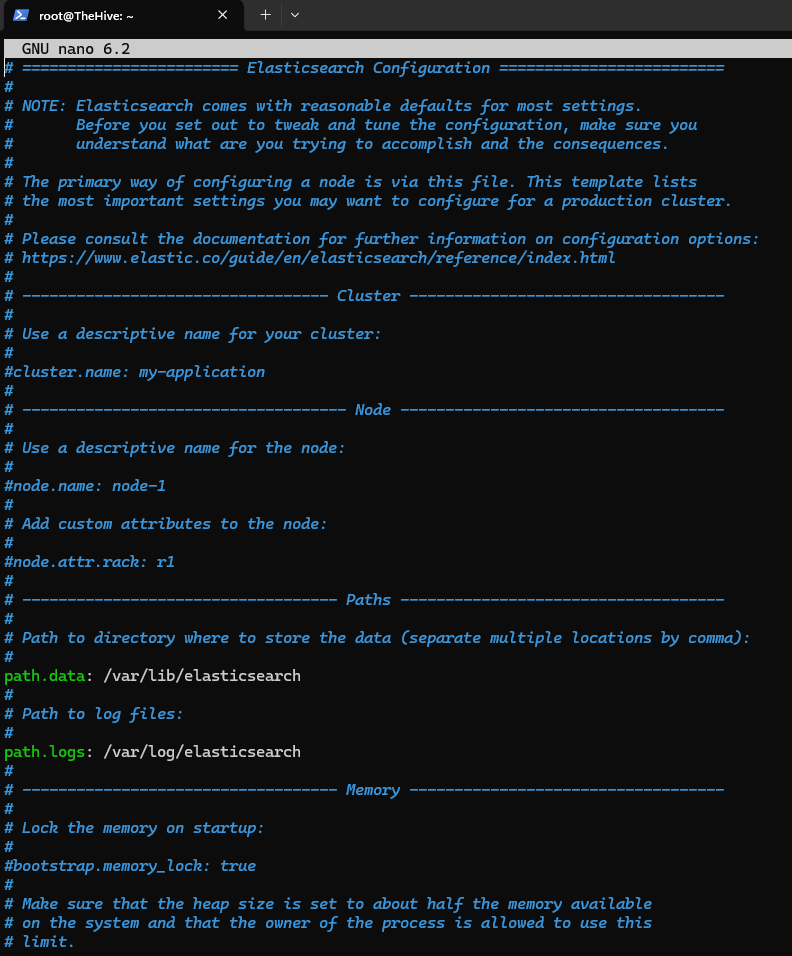 root@TheHive: ~
GNU nano 6.2
# ======================== Elasticsearch Configuration =========================
#
# NOTE: Elasticsearch comes with reasonable defaults for most settings.
#       Before you set out to tweak and tune the configuration, make sure you
#       understand what are you trying to accomplish and the consequences.
#
# The primary way of configuring a node is via this file. This template lists
# the most important settings you may want to configure for a production cluster.
#
# Please consult the documentation for further information on configuration options:
# https://www.elastic.co/guide/en/elasticsearch/reference/index.html
#
# ---------------------------------- Cluster -----------------------------------
#
# Use a descriptive name for your cluster:
#
#cluster.name: my-application
#
# ------------------------------------ Node ------------------------------------
#
# Use a descriptive name for the node:
#
#node.name: node-1
#
# Add custom attributes to the node:
#
#node.attr.rack: r1
#
# ----------------------------------- Paths ------------------------------------
#
# Path to directory where to store the data (separate multiple locations by comma):
#
path.data: /var/lib/elasticsearch
#
# Path to log files:
#
path.logs: /var/log/elasticsearch
#
# ----------------------------------- Memory -----------------------------------
#
# Lock the memory on startup:
#
#bootstrap.memory_lock: true
#
# Make sure that the heap size is set to about half the memory available
# on the system and that the owner of the process is allowed to use this
# limit.